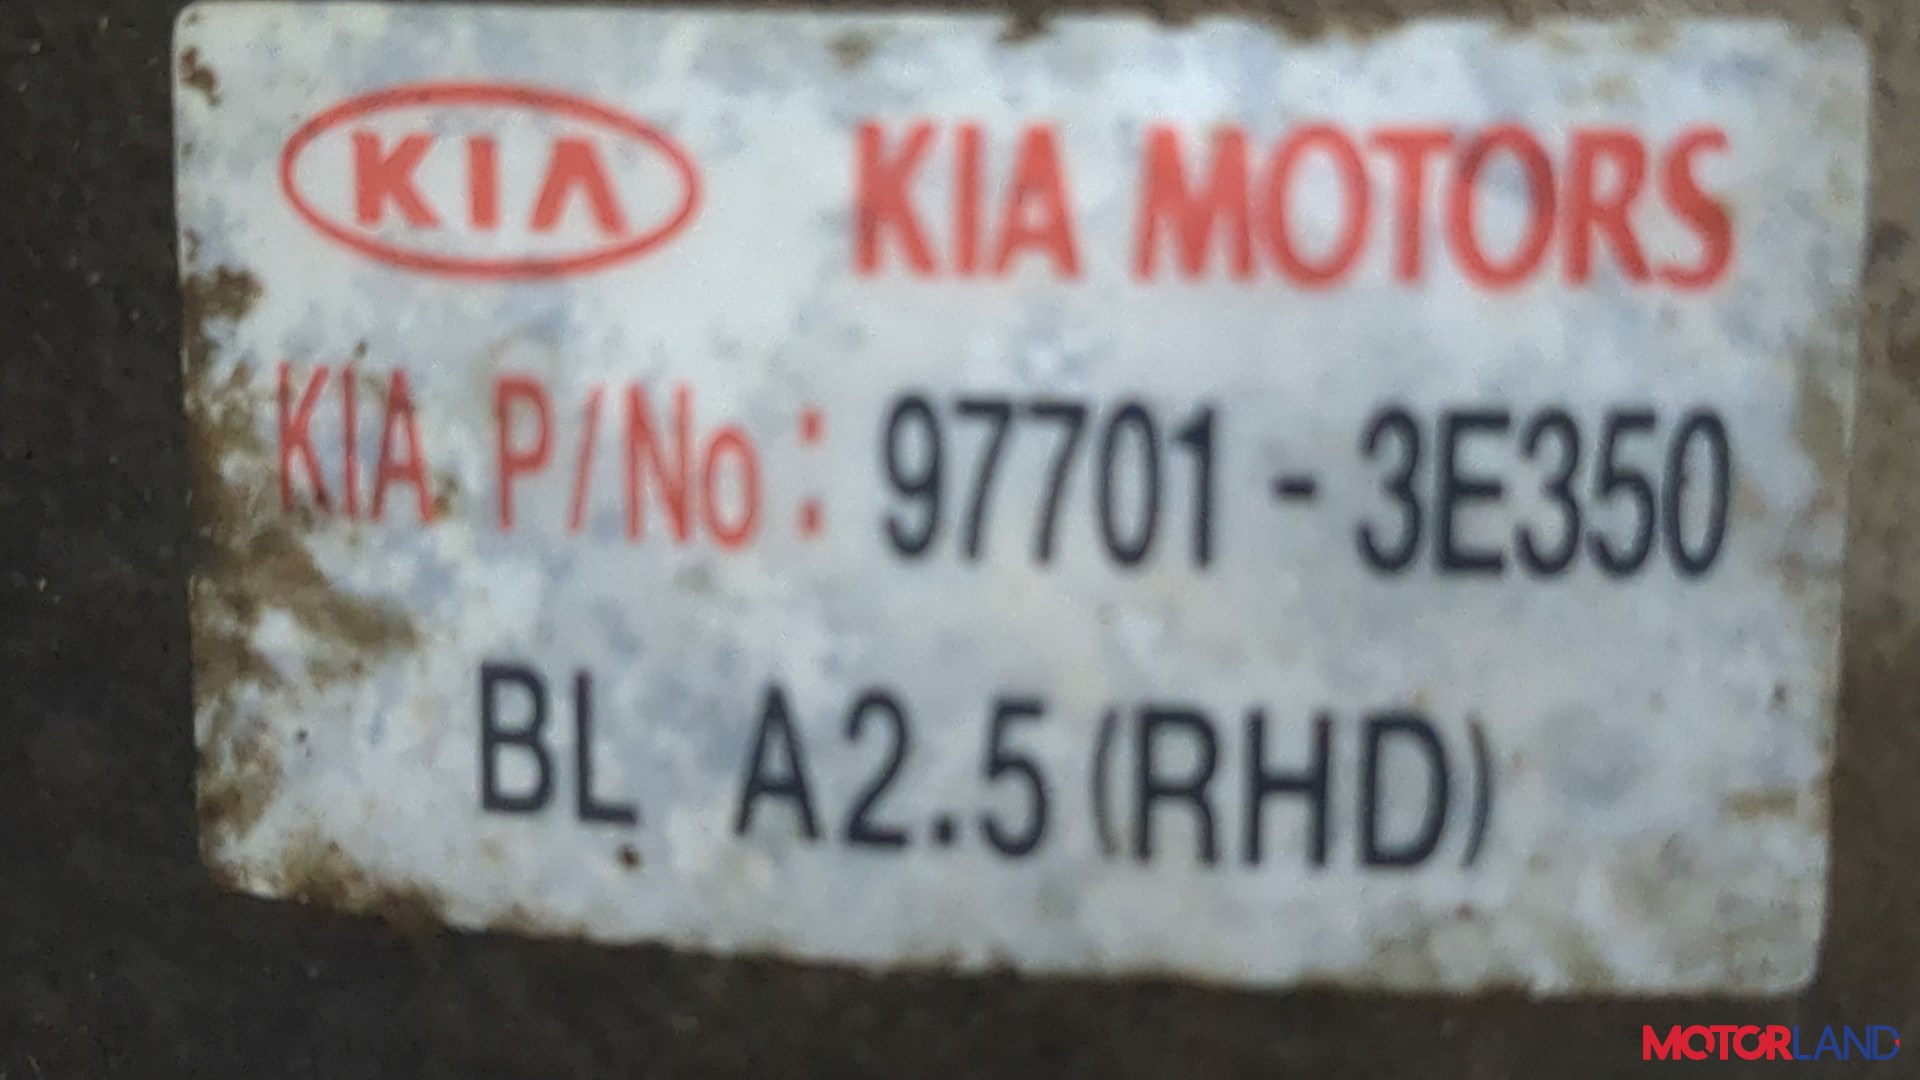 KIA KIA MOTORS
KIA P/No: 97701-3E350
BL A2.5(RHD)
MOTORLAND